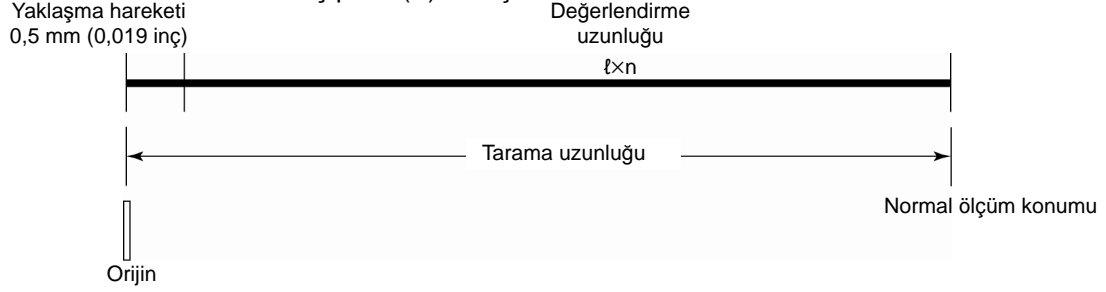 Yaklaşma hareketi
0,5 mm (0,019 inç)
Değerlendirme
uzunluğu
ℓ×n
Tarama uzunluğu
Normal ölçüm konumu
Orijin